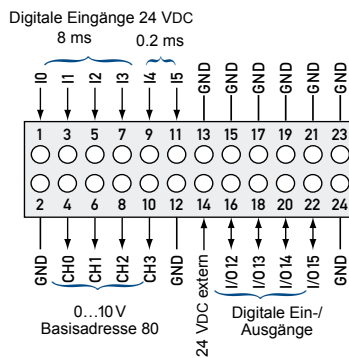 Digitale Eingänge 24 VDC
8 ms 0.2 ms
I0 I1 I2 I3 I4 I5 GND GND GND GND GND GND
1 3 5 7 9 11 13 15 17 19 21 23
2 4 6 8 10 12 14 16 18 20 22 24
GND CH0 CH1 CH2 CH3 GND 24 VDC extern I/O12 I/O13 I/O14 I/O15 GND
0...10 V
Basisadresse 80
Digitale Ein-/
Ausgänge